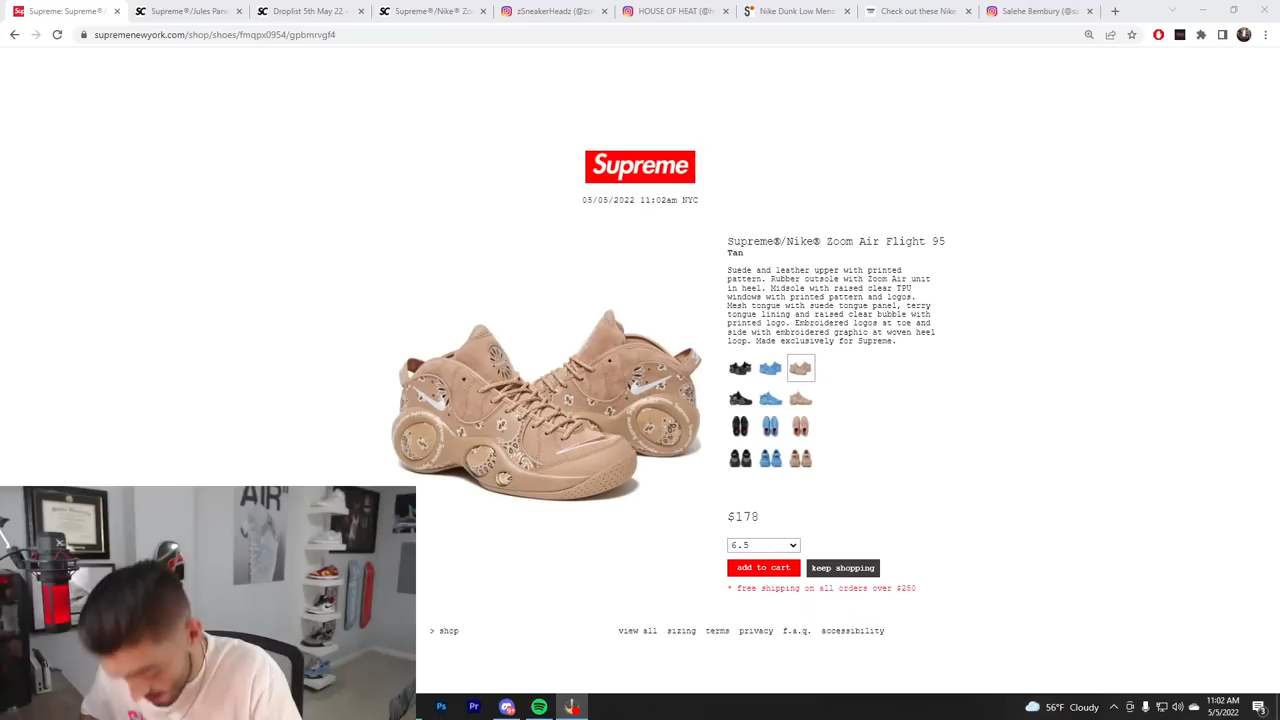 Supreme: Supreme®/
Supreme®/Jules Pan
Droplist 5th May 22 -
Supreme®/Nike® Zo
zSneakerHeadz (@zs
HOUSE OF HEAT (@h
Nike Dunk Low Menc
Check out these Nike
Salehe Bembury (@sa
supremenewyork.com/shop/shoes/fmqpx0954/gpbmrvgf4
Supreme
05/05/2022 11:02am NYC
Supreme®/Nike® Zoom Air Flight 95
Tan
Suede and leather upper with printed
pattern. Rubber outsole with Zoom Air unit
in heel. Midsole with raised clear TPU
windows with printed pattern and logos.
Mesh tongue with suede tongue panel, terry
tongue lining and raised clear bubble with
printed logo. Embroidered logos at toe and
side with embroidered graphic at woven heel
loop. Made exclusively for Supreme.
$178
6.5
add to cart keep shopping
* free shipping on all orders over $250
> shop
view all sizing terms privacy f.a.q. accessibility
AIR
Ps
Pr
56°F Cloudy
11:02 AM
5/5/2022
3